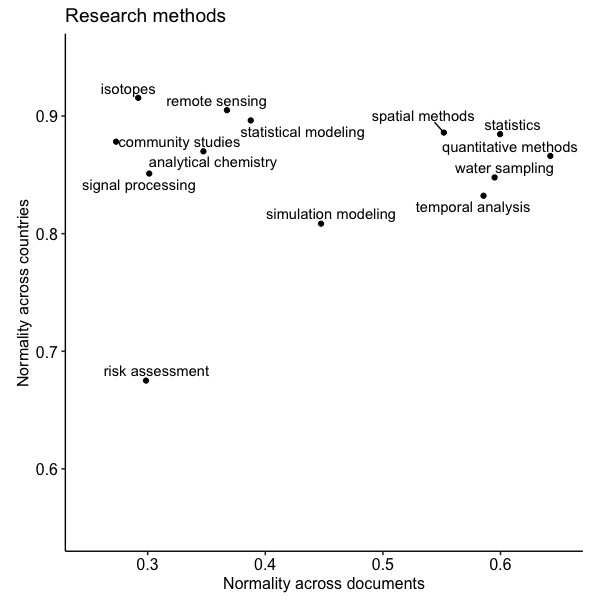 Research methods
isotopes
remote sensing
spatial methods
0.9
statistical modeling
statistics
community studies
quantitative methods
analytical chemistry
water sampling
signal processing
temporal analysis
simulation modeling
0.8
Normality across countries
0.7
risk assessment
0.6
0.3 0.4 0.5 0.6
Normality across documents